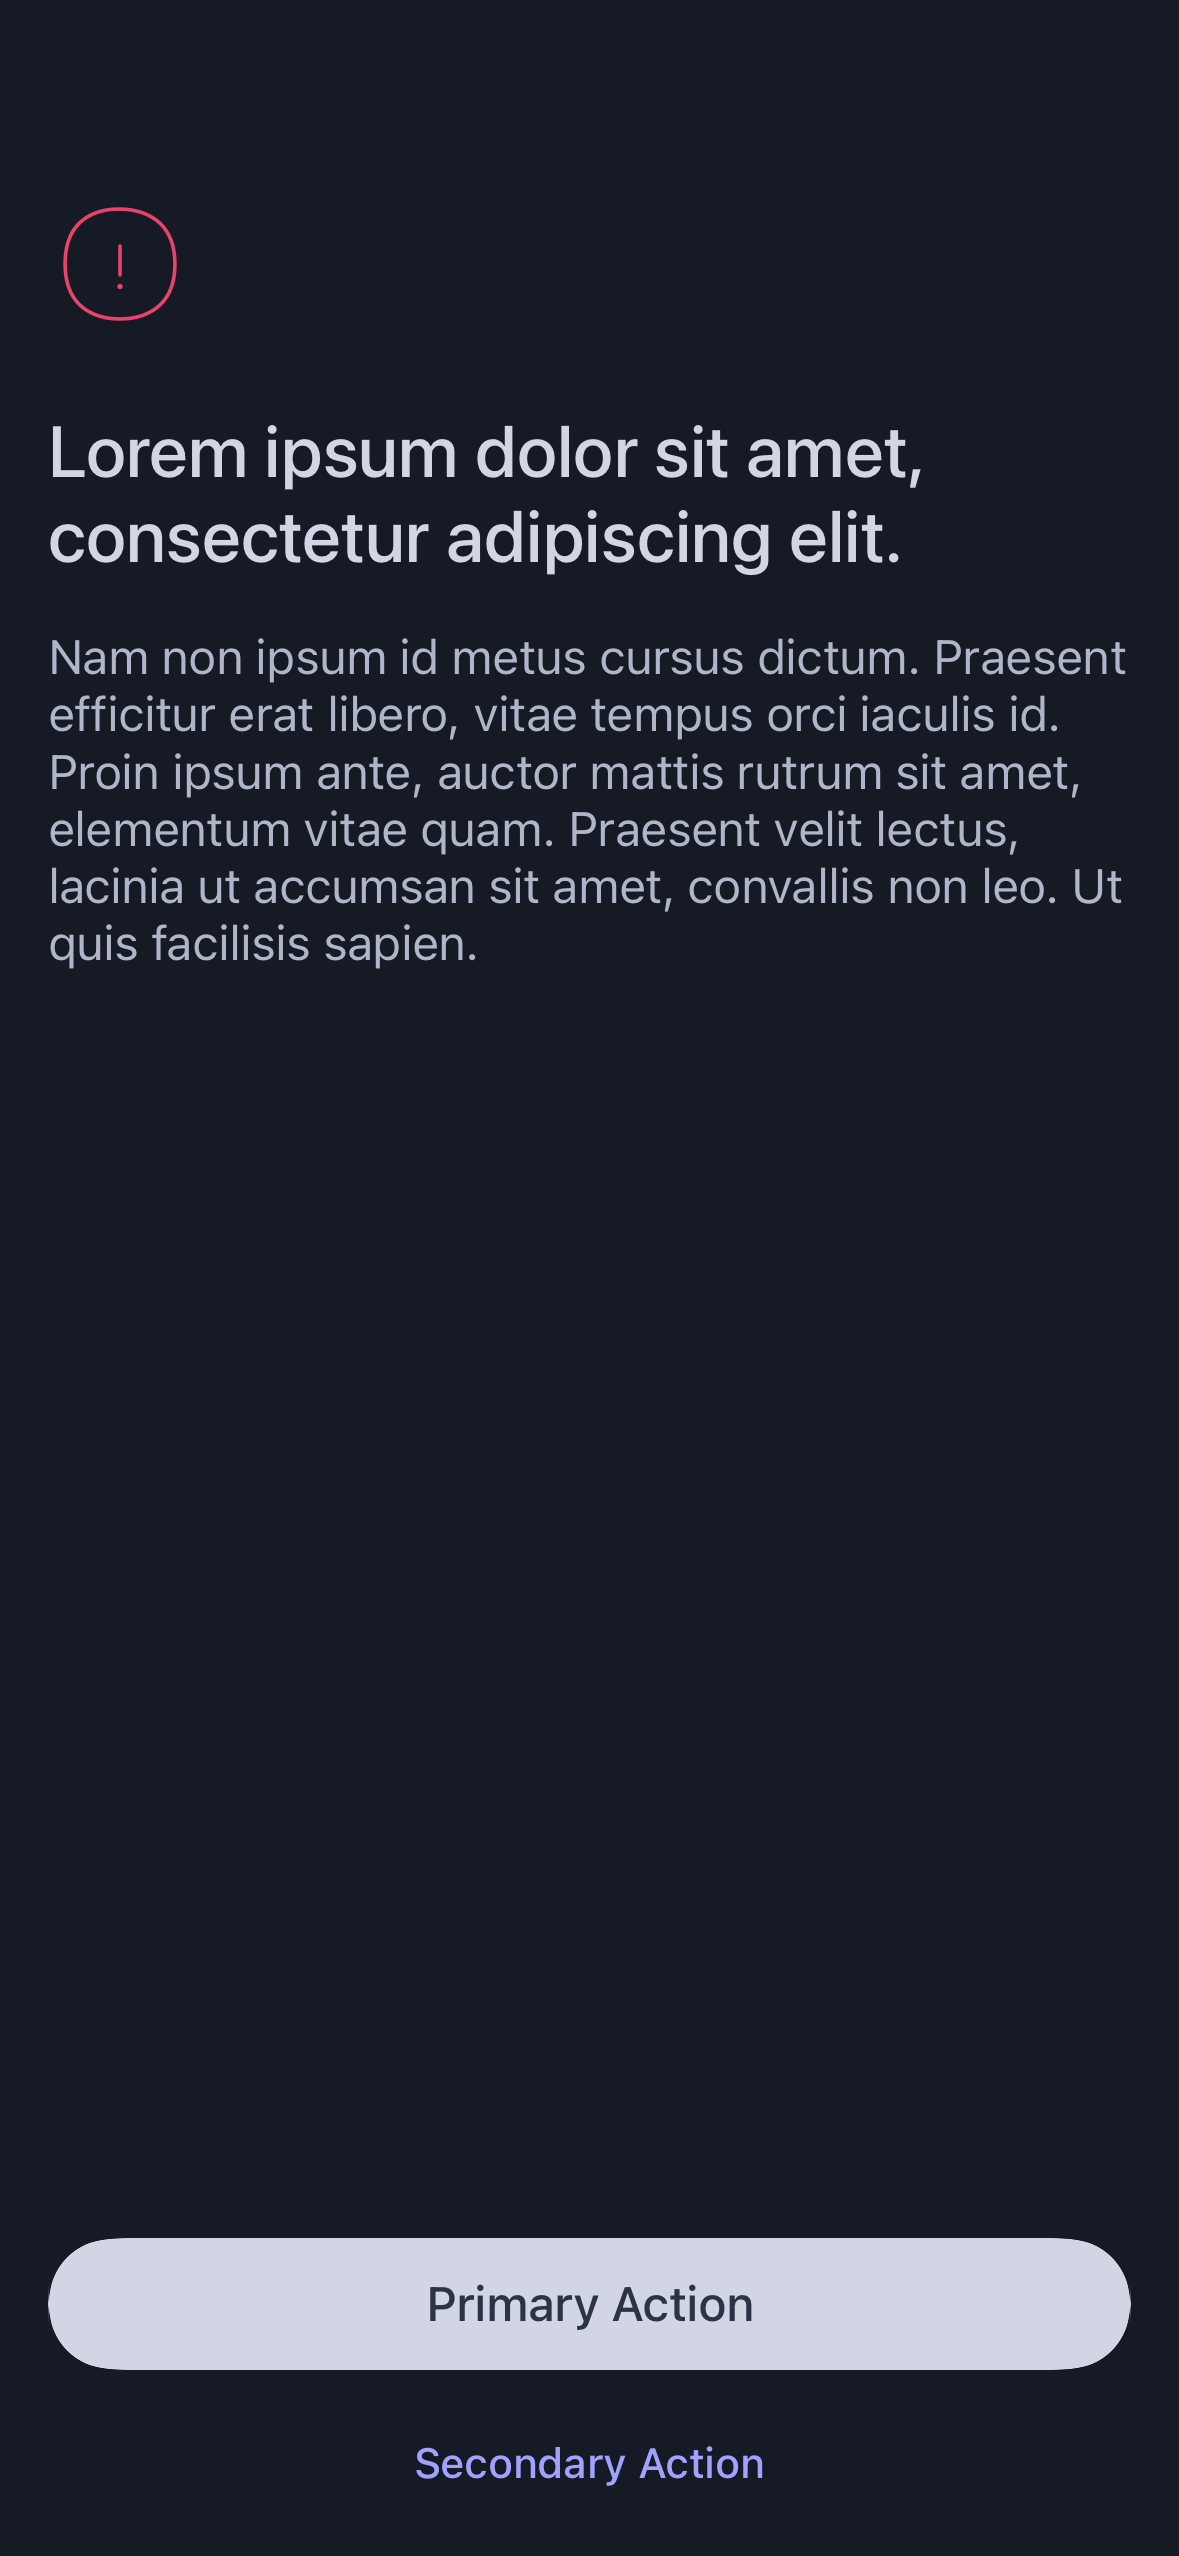 Lorem ipsum dolor sit amet,
consectetur adipiscing elit.
Nam non ipsum id metus cursus dictum. Praesent
efficitur erat libero, vitae tempus orci iaculis id.
Proin ipsum ante, auctor mattis rutrum sit amet,
elementum vitae quam. Praesent velit lectus,
lacinia ut accumsan sit amet, convallis non leo. Ut
quis facilisis sapien.
Primary Action
Secondary Action